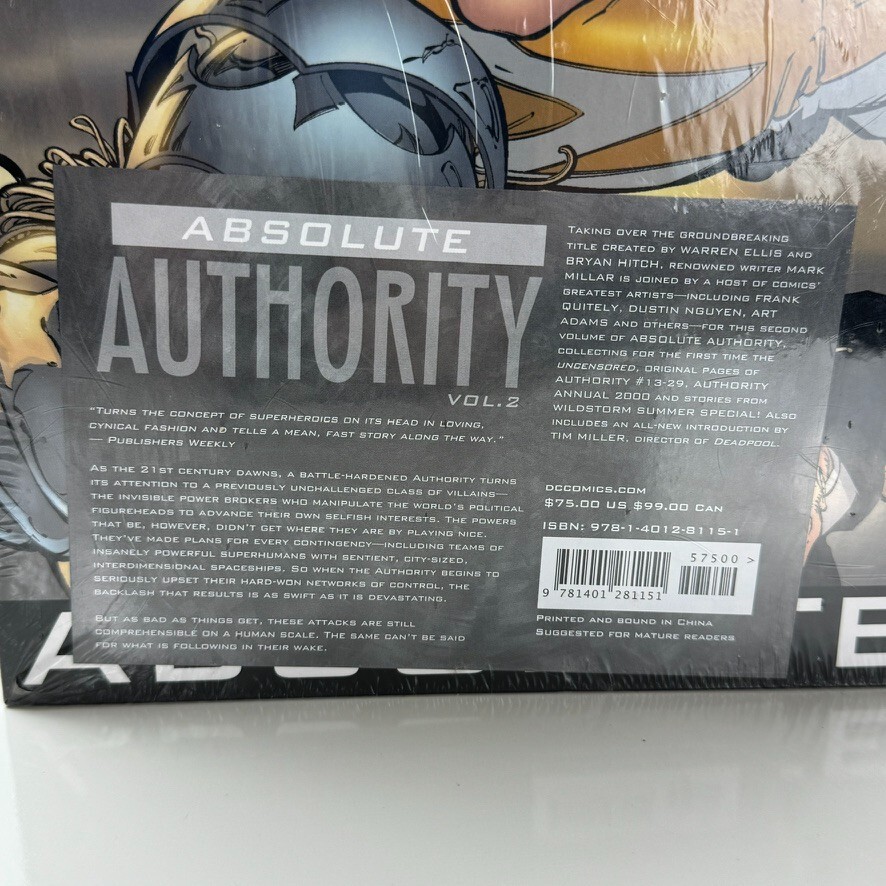 ABSOLUTE
AUTHORITY
VOL.2
"TURNS THE CONCEPT OF SUPERHEROICS ON ITS HEAD IN LOVING,
CYNICAL FASHION AND TELLS A MEAN, FAST STORY ALONG THE WAY."
— PUBLISHERS WEEKLY
AS THE 21ST CENTURY DAWNS, A BATTLE-HARDENED AUTHORITY TURNS
ITS ATTENTION TO A PREVIOUSLY UNCHALLENGED CLASS OF VILLAINS—
THE INVISIBLE POWER BROKERS WHO MANIPULATE THE WORLD'S POLITICAL
FIGUREHEADS TO ADVANCE THEIR OWN SELFISH INTERESTS. THE POWERS
THAT BE, HOWEVER, DIDN'T GET WHERE THEY ARE BY PLAYING NICE.
THEY'VE MADE PLANS FOR EVERY CONTINGENCY—INCLUDING TEAMS OF
INSANELY POWERFUL SUPERHUMANS WITH SENTIENT, CITY-SIZED,
INTERDIMENSIONAL SPACESHIPS. SO WHEN THE AUTHORITY BEGINS TO
SERIOUSLY UPSET THEIR HARD-WON NETWORKS OF CONTROL, THE
BACKLASH THAT RESULTS IS AS SWIFT AS IT IS DEVASTATING.
BUT AS BAD AS THINGS GET, THESE ATTACKS ARE STILL
COMPREHENSIBLE ON A HUMAN SCALE. THE SAME CAN'T BE SAID
FOR WHAT IS FOLLOWING IN THEIR WAKE.
TAKING OVER THE GROUNDBREAKING
TITLE CREATED BY WARREN ELLIS AND
BRYAN HITCH, RENOWNED WRITER MARK
MILLAR IS JOINED BY A HOST OF COMICS'
GREATEST ARTISTS—INCLUDING FRANK
QUITELY, DUSTIN NGUYEN, ART
ADAMS AND OTHERS—FOR THIS SECOND
VOLUME OF ABSOLUTE AUTHORITY,
COLLECTING FOR THE FIRST TIME THE
UNCENSORED, ORIGINAL PAGES OF
AUTHORITY #13-29, AUTHORITY
ANNUAL 2000 AND STORIES FROM
WILDSTORM SUMMER SPECIAL! ALSO
INCLUDES AN ALL-NEW INTRODUCTION BY
TIM MILLER, DIRECTOR OF DEADPOOL.
DCCOMICS.COM
$75.00 US $99.00 CAN
ISBN: 978-1-4012-8115-1
57500 >
9 781401 281151
PRINTED AND BOUND IN CHINA
SUGGESTED FOR MATURE READERS